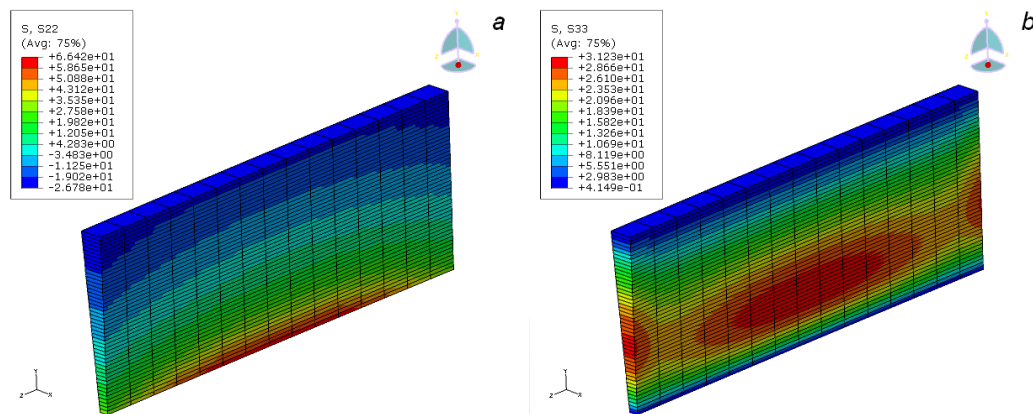 a
S, S22
(Avg: 75%)
+6.642e+01
+5.865e+01
+5.088e+01
+4.312e+01
+3.535e+01
+2.758e+01
+1.982e+01
+1.205e+01
+4.283e+00
-3.483e+00
-1.125e+01
-1.902e+01
-2.678e+01
Y
Z
X
Y
Z
X
b
S, S33
(Avg: 75%)
+3.123e+01
+2.866e+01
+2.610e+01
+2.353e+01
+2.096e+01
+1.839e+01
+1.582e+01
+1.326e+01
+1.069e+01
+8.119e+00
+5.551e+00
+2.983e+00
+4.149e-01
Y
Z
X
Y
Z
X